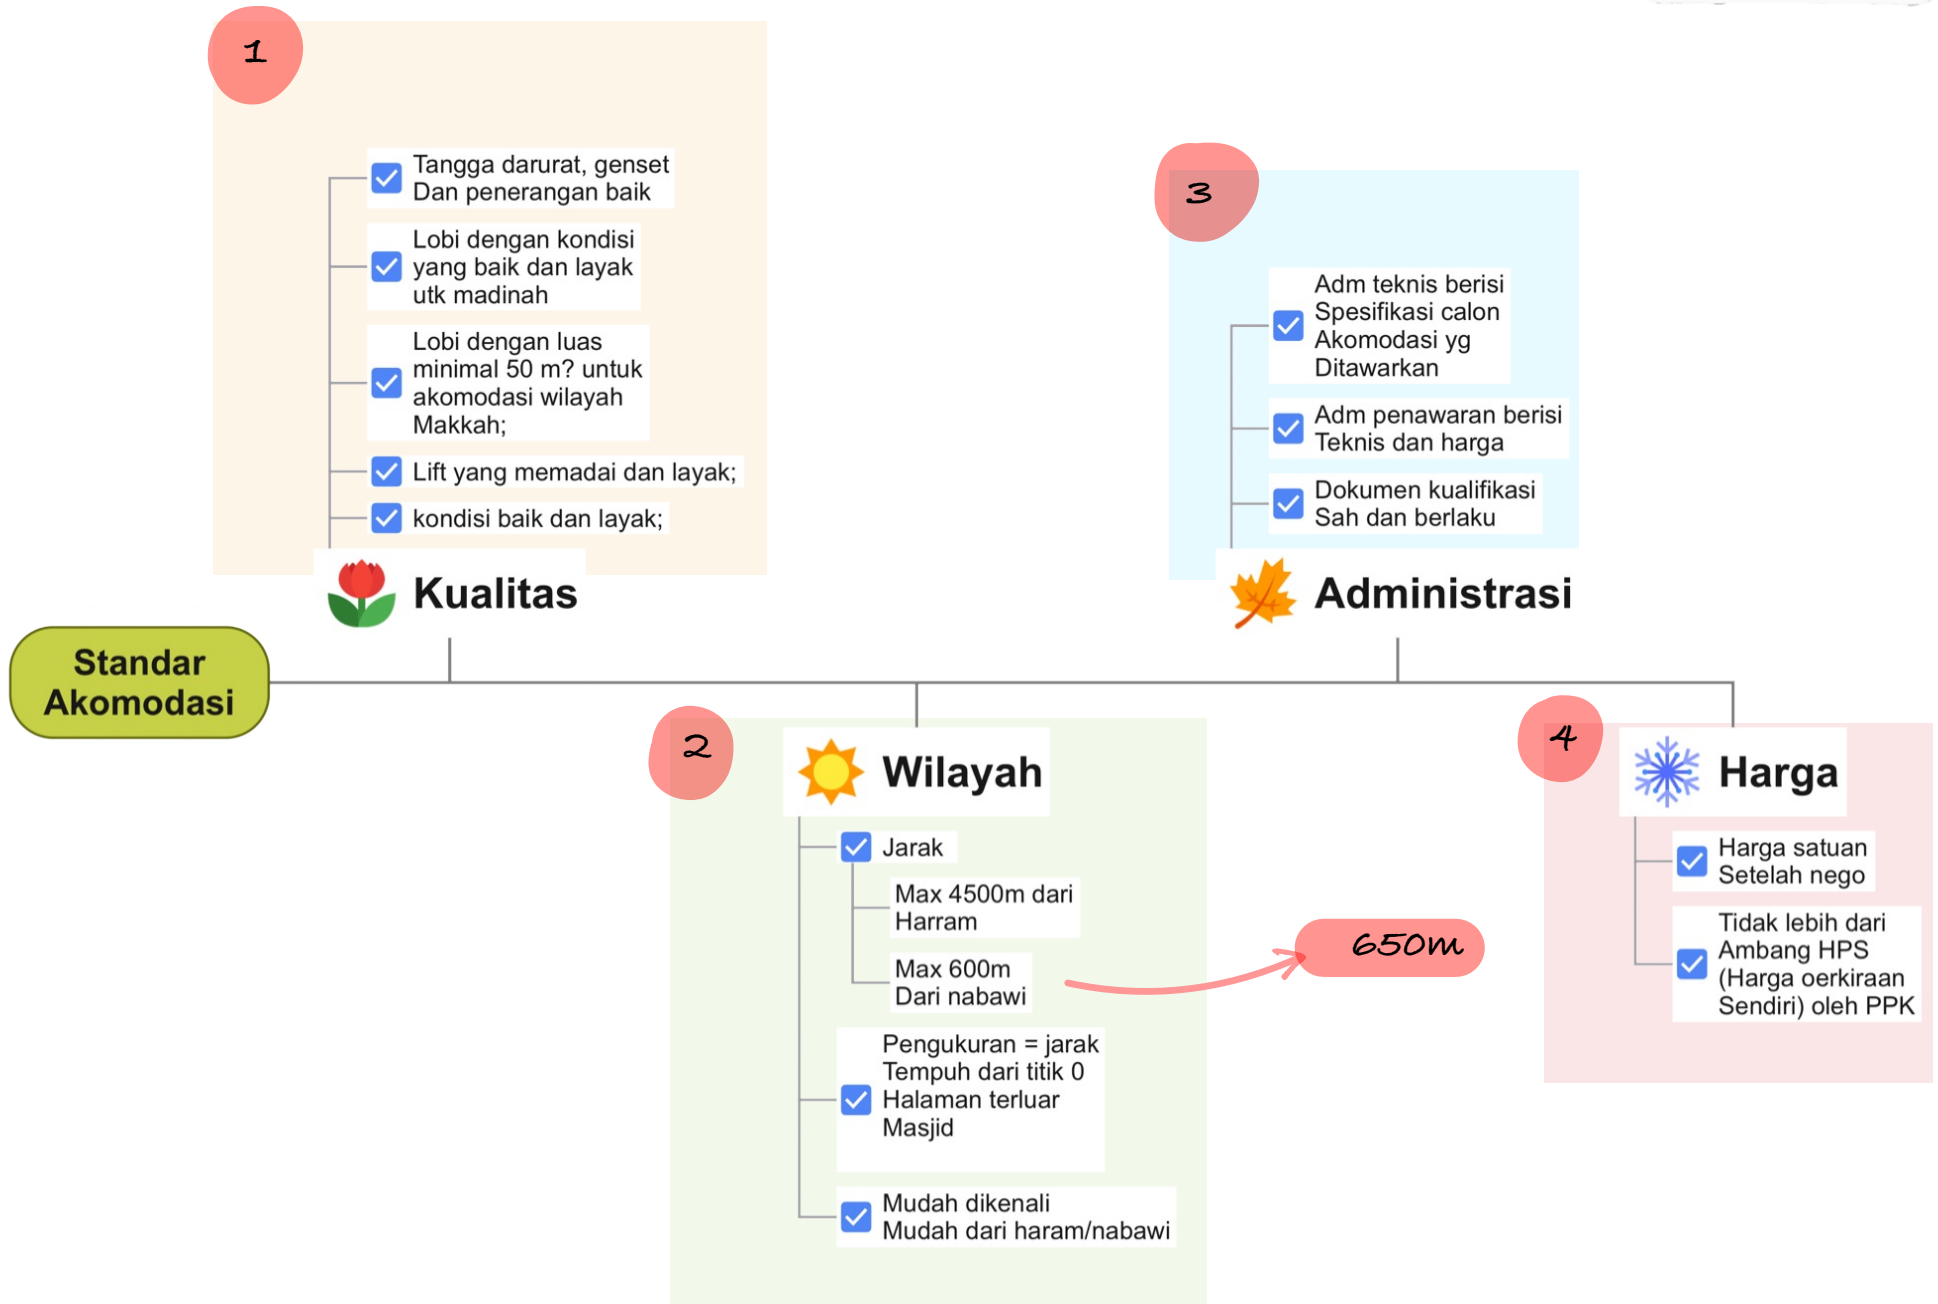 1
Tangga darurat, genset
Dan penerangan baik
Lobi dengan kondisi
yang baik dan layak
utk madinah
Lobi dengan luas
minimal 50 m? untuk
akomodasi wilayah
Makkah;
Lift yang memadai dan layak;
kondisi baik dan layak;
Kualitas
3
Adm teknis berisi
Spesifikasi calon
Akomodasi yg
Ditawarkan
Adm penawaran berisi
Teknis dan harga
Dokumen kualifikasi
Sah dan berlaku
Administrasi
Standar
Akomodasi
2
Wilayah
Jarak
Max 4500m dari
Harram
Max 600m
Dari nabawi
650m
Pengukuran = jarak
Tempuh dari titik 0
Halaman terluar
Masjid
Mudah dikenali
Mudah dari haram/nabawi
4
Harga
Harga satuan
Setelah nego
Tidak lebih dari
Ambang HPS
(Harga oerkiraan
Sendiri) oleh PPK